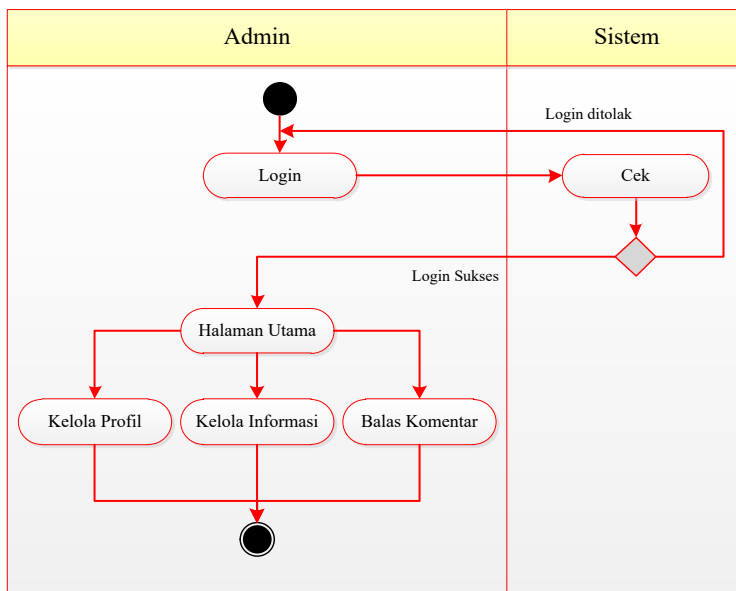 Admin
Sistem
Login ditolak
Login
Cek
Login Sukses
Halaman Utama
Kelola Profil
Kelola Informasi
Balas Komentar